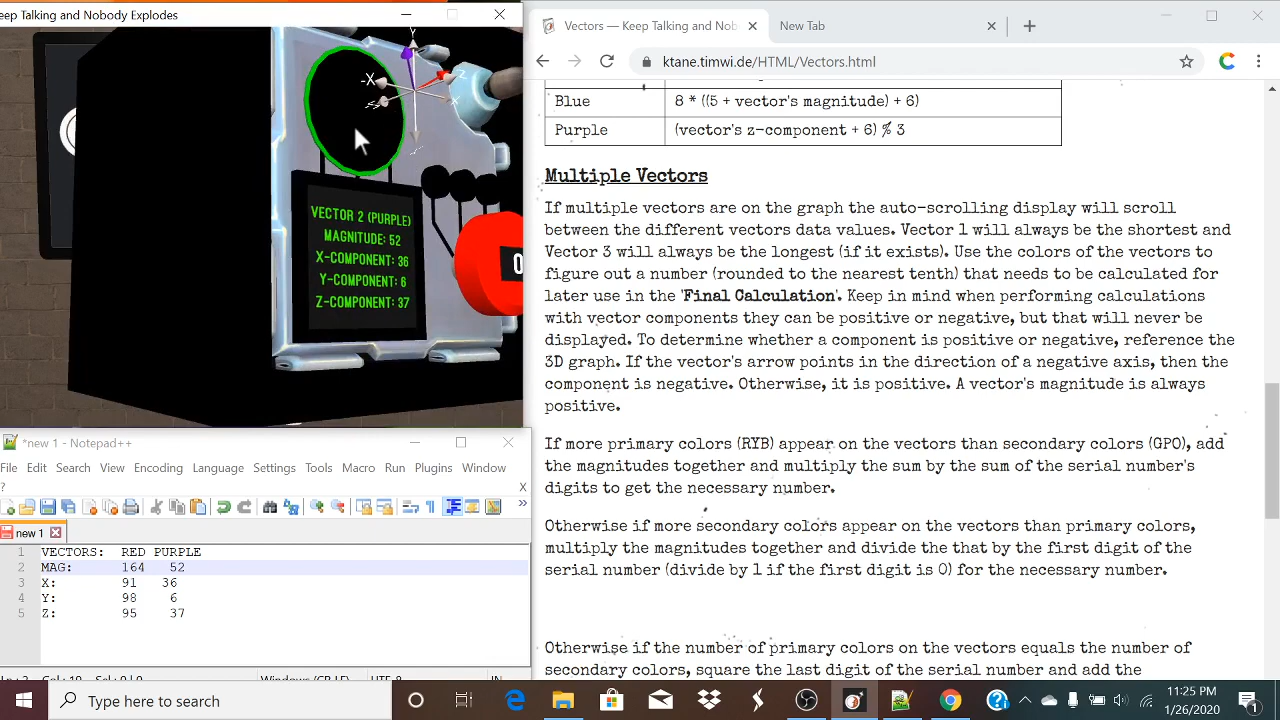 eep Talking and Nobody Explodes
Y
-X
Z
X
VECTOR 2 (PURPLE)
MAGNITUDE: 52
X-COMPONENT: 36
Y-COMPONENT: 6
Z-COMPONENT: 37
Vectors — Keep Talking and Nob
New Tab
ktane.timwi.de/HTML/Vectors.html
Blue 8 * ((5 + vector's magnitude) + 6)
Purple (vector's z-component + 6) % 3
Multiple Vectors
If multiple vectors are on the graph the auto-scrolling display will scroll
between the different vectors data values. Vector 1 will always be the shortest and
Vector 3 will always be the longest (if it exists). Use the colors of the vectors to
figure out a number (rounded to the nearest tenth) that needs to be calculated for
later use in the 'Final Calculation. Keep in mind when performing calculations
with vector components they can be positive or negative, but that will never be
displayed. To determine whether a component is positive or negative, reference the
3D graph. If the vector's arrow points in the direction of a negative axis, then the
component is negative. Otherwise, it is positive. A vector's magnitude is always
positive.
If more primary colors (RYB) appear on the vectors than secondary colors (GPO), add
the magnitudes together and multiply the sum by the sum of the serial number's
digits to get the necessary number.
Otherwise if more secondary colors appear on the vectors than primary colors,
multiply the magnitudes together and divide the that by the first digit of the
serial number (divide by 1 if the first digit is 0) for the necessary number.
Otherwise if the number of primary colors on the vectors equals the number of
secondary colors, square the last digit of the serial number and add the
*new 1 - Notepad++
File Edit Search View Encoding Language Settings Tools Macro Run Plugins Window
? X
new 1
1 VECTORS: RED PURPLE
2 MAG: 164 52
3 X: 91 36
4 Y: 98 6
5 Z: 95 37
Type here to search
11:25 PM
1/26/2020